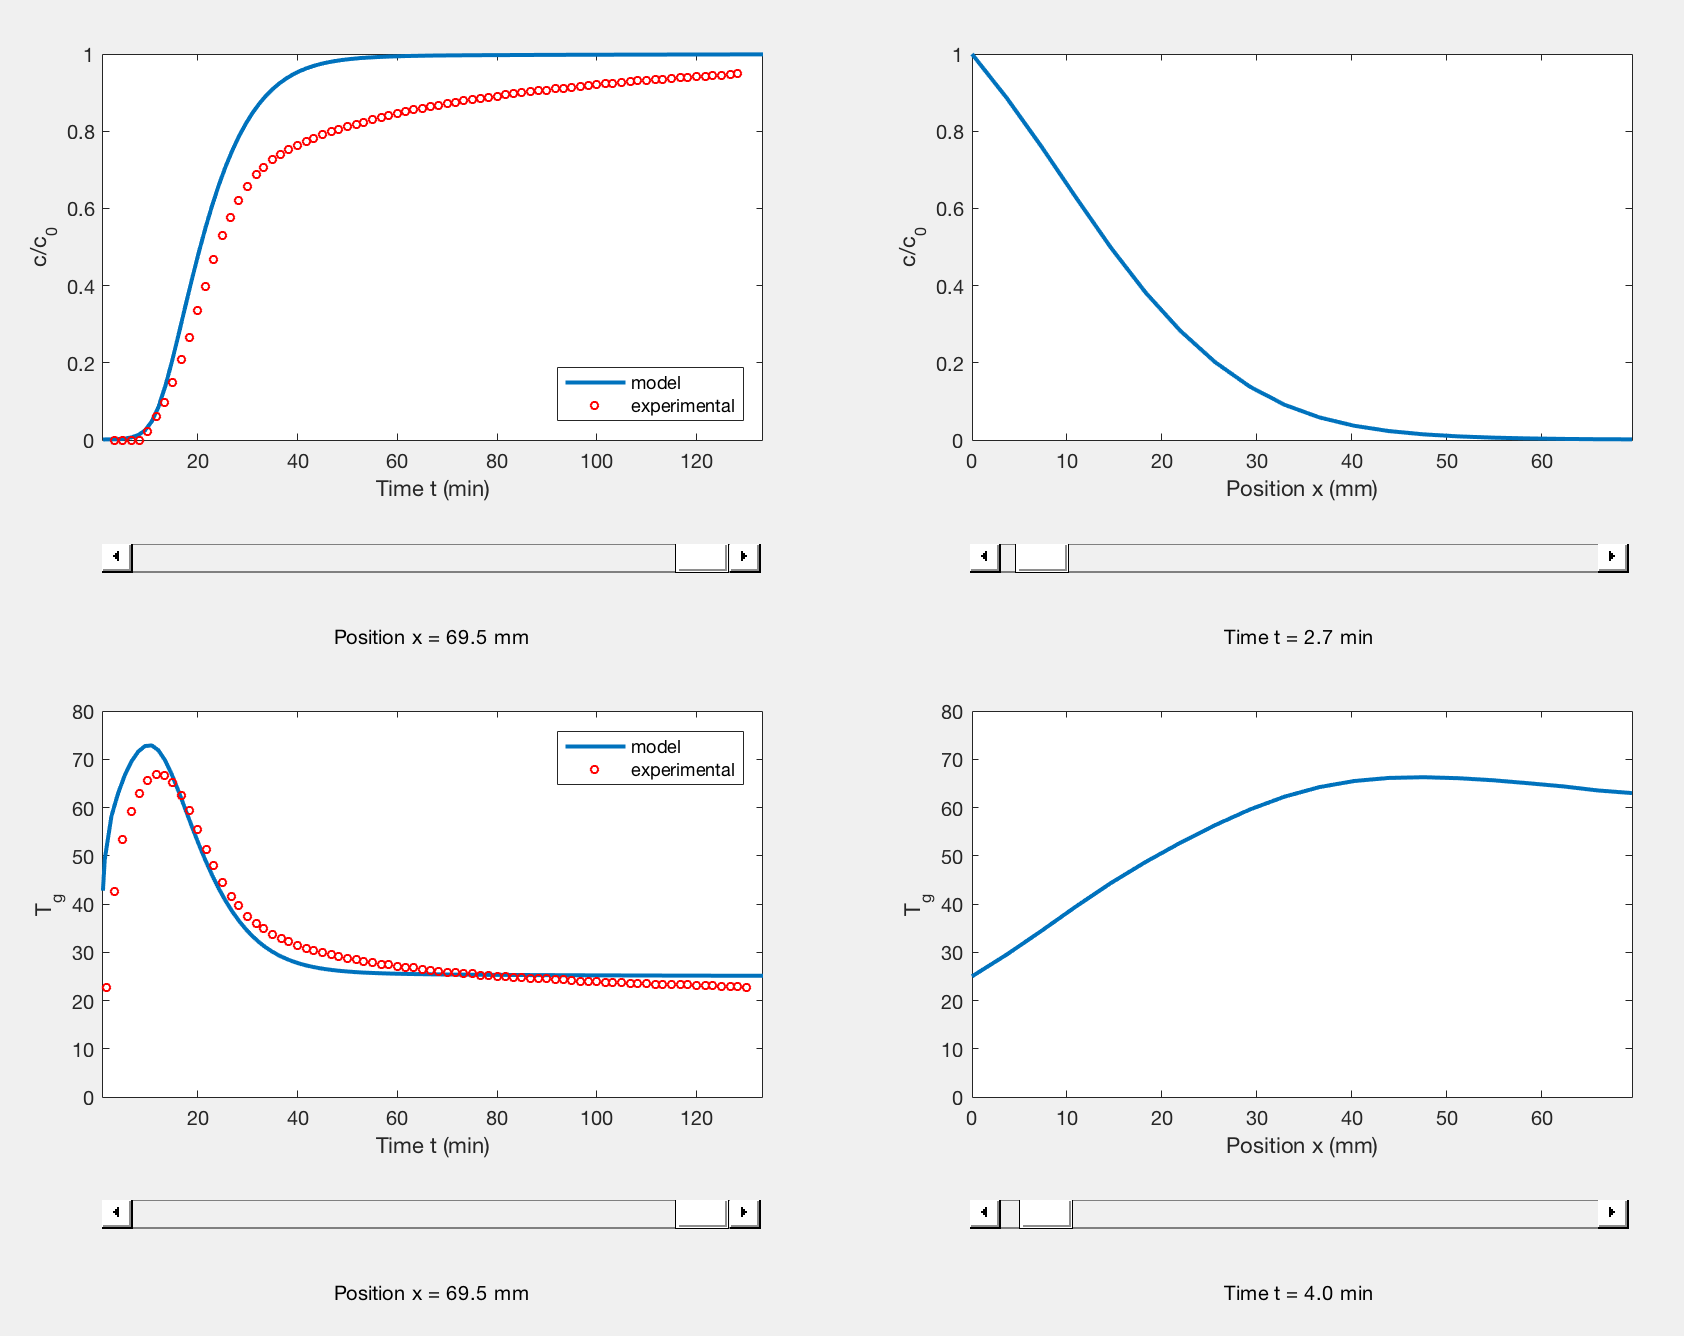 1
0.8
0.6
0.4
0.2
0
c/c0
model
experimental
20 40 60 80 100 120
Time t (min)
Position x = 69.5 mm
1
0.8
0.6
0.4
0.2
0
c/c0
0 10 20 30 40 50 60
Position x (mm)
Time t = 2.7 min
80
70
60
50
40
30
20
10
0
Tg
model
experimental
20 40 60 80 100 120
Time t (min)
Position x = 69.5 mm
80
70
60
50
40
30
20
10
0
Tg
0 10 20 30 40 50 60
Position x (mm)
Time t = 4.0 min